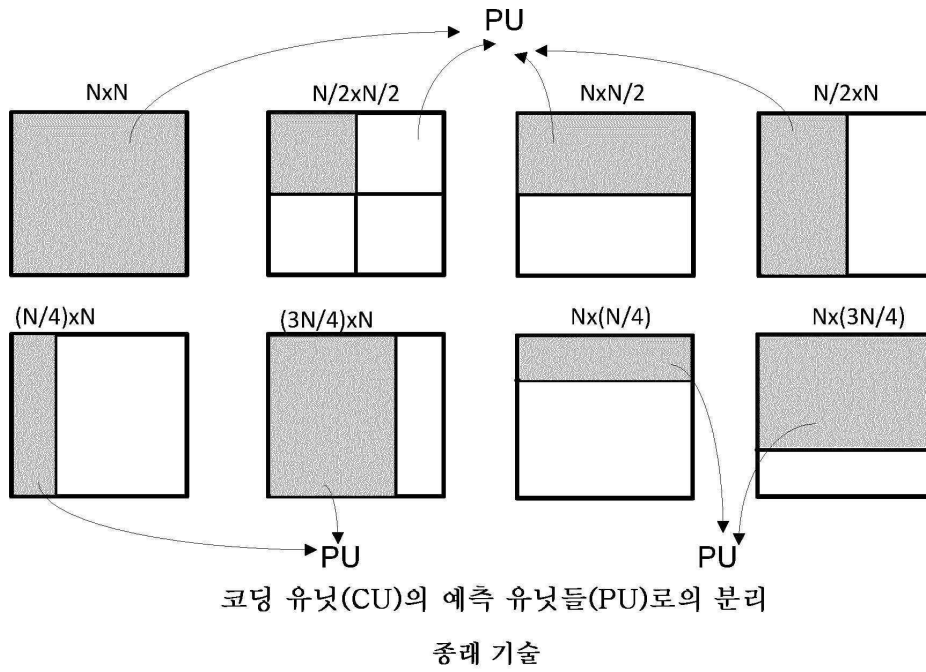 PU
NxN
N/2xN/2
NxN/2
N/2xN
(N/4)xN
(3N/4)xN
Nx(N/4)
Nx(3N/4)
PU
PU
코딩 유닛(CU)의 예측 유닛들(PU)로의 분리
종래 기술